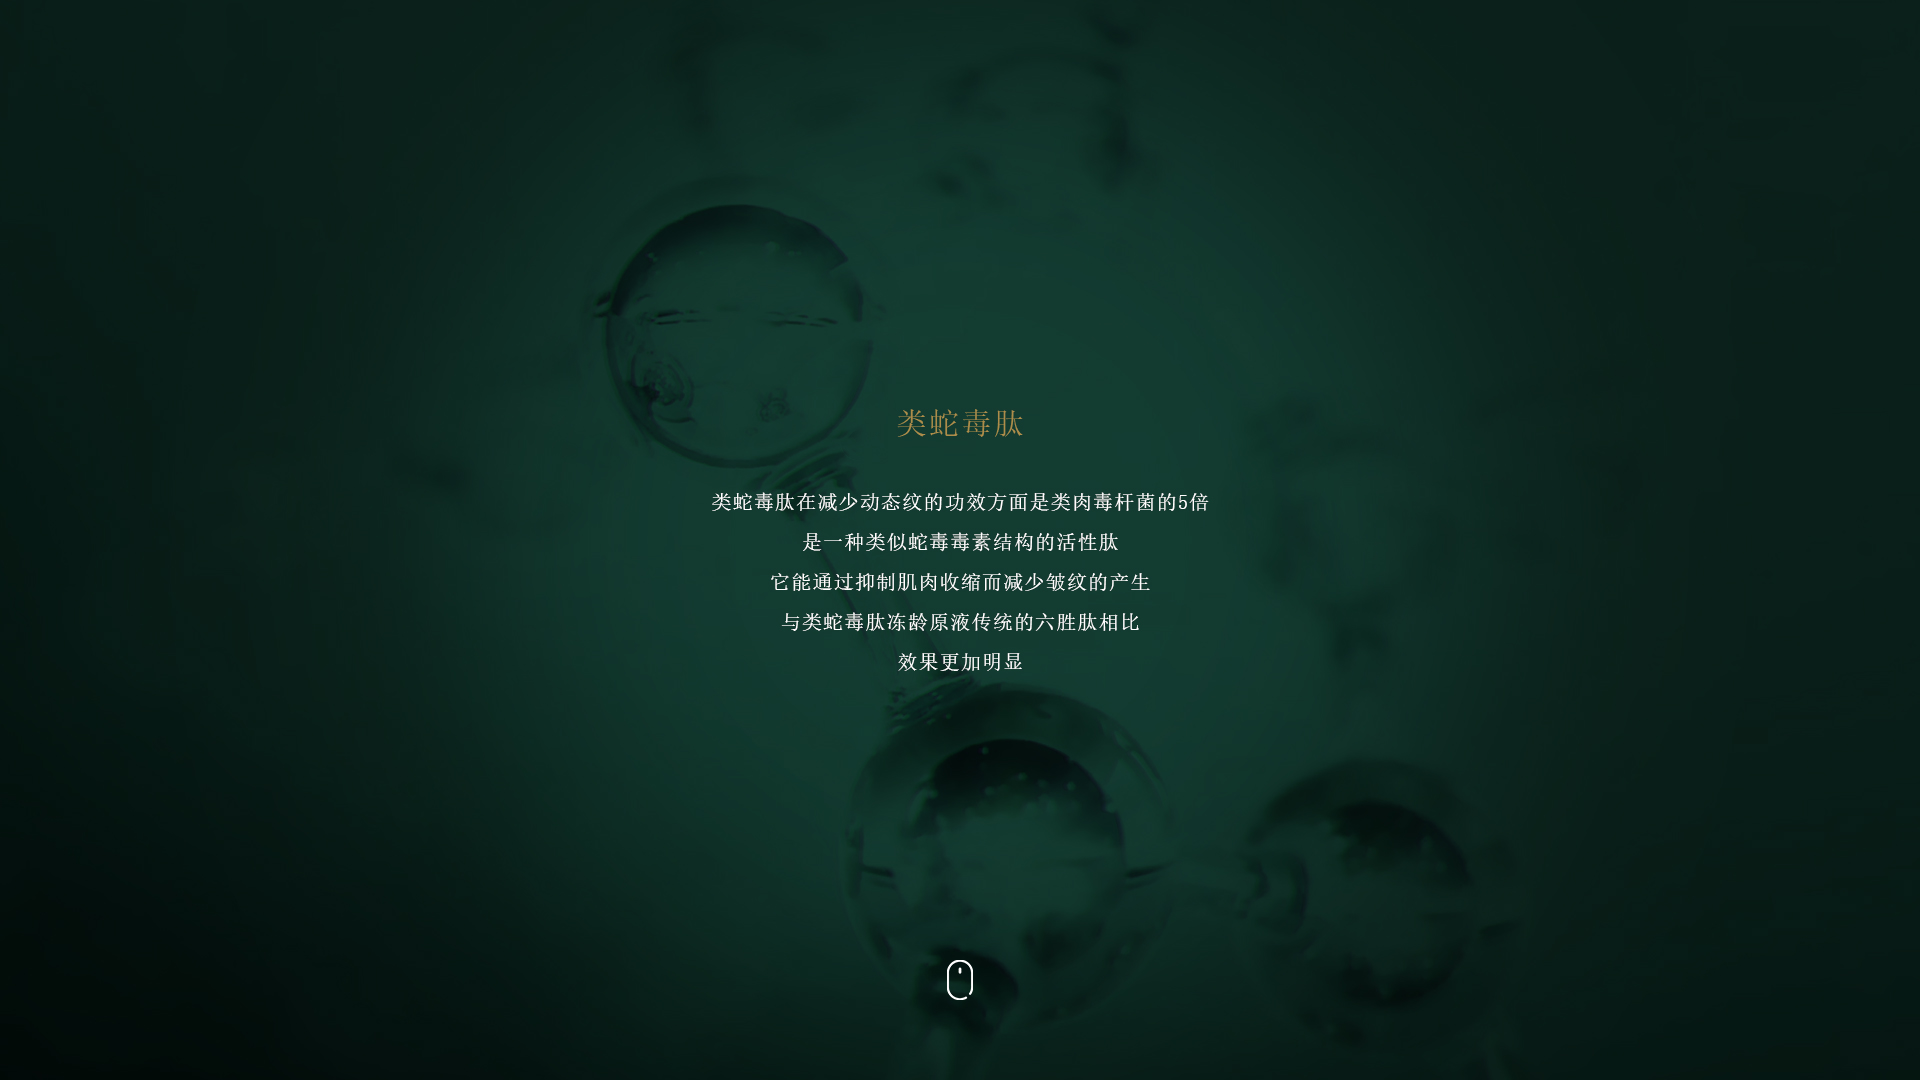 类蛇毒肽
类蛇毒肽在减少动态纹的功效方面是类肉毒杆菌的5倍
是一种类似蛇毒毒素结构的活性肽
它能通过抑制肌肉收缩而减少皱纹的产生
与类蛇毒肽冻龄原液传统的六胜肽相比
效果更加明显